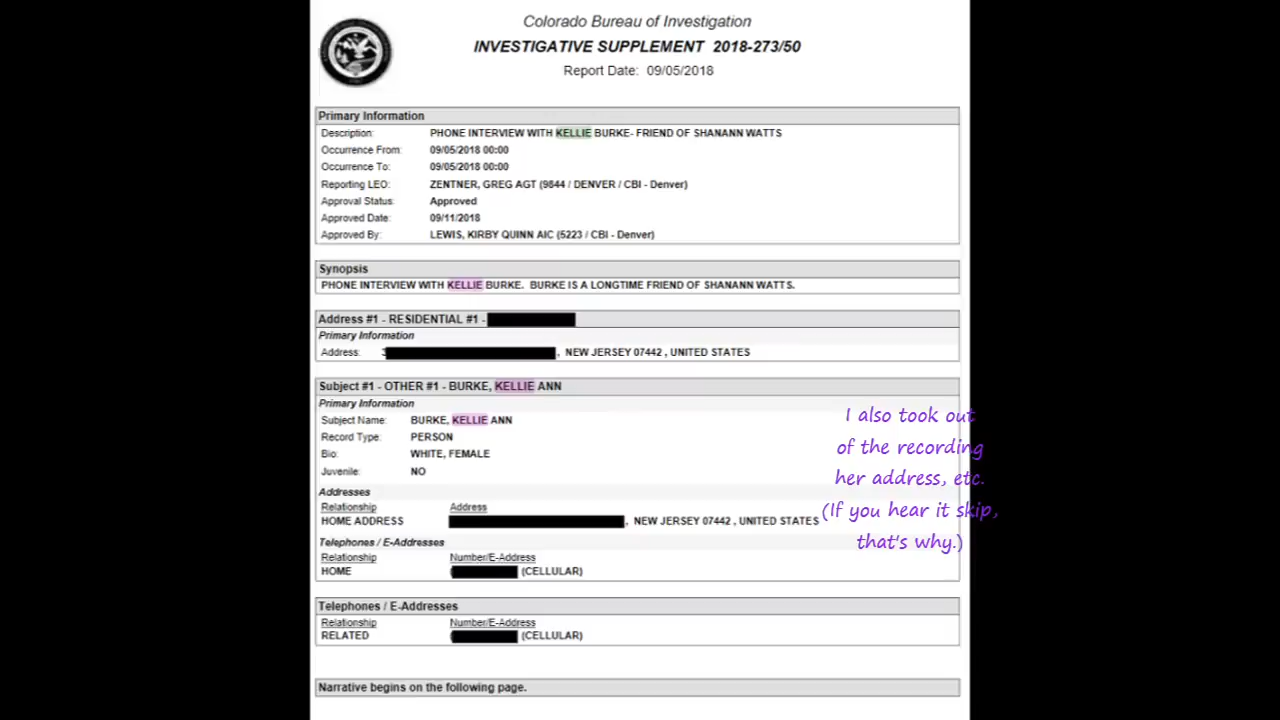 Colorado Bureau of Investigation
INVESTIGATIVE SUPPLEMENT 2018-273/50
Report Date: 09/05/2018
Primary Information
Description: PHONE INTERVIEW WITH KELLIE BURKE- FRIEND OF SHANANN WATTS
Occurrence From: 09/05/2018 00:00
Occurrence To: 09/05/2018 00:00
Reporting LEO: ZENTNER, GREG AGT (9844 / DENVER / CBI - Denver)
Approval Status: Approved
Approved Date: 09/11/2018
Approved By: LEWIS, KIRBY QUINN AIC (5223 / CBI - Denver)
Synopsis
PHONE INTERVIEW WITH KELLIE BURKE. BURKE IS A LONGTIME FRIEND OF SHANANN WATTS.
Address #1 - RESIDENTIAL #1 -
Primary Information
Address: 3 , NEW JERSEY 07442 , UNITED STATES
Subject #1 - OTHER #1 - BURKE, KELLIE ANN
Primary Information
Subject Name: BURKE, KELLIE ANN
Record Type: PERSON
Bio: WHITE, FEMALE
Juvenile: NO
Addresses
Relationship Address
HOME ADDRESS , NEW JERSEY 07442 , UNITED STATES
Telephones / E-Addresses
Relationship Number/E-Address
HOME ( (CELLULAR)
Telephones / E-Addresses
Relationship Number/E-Address
RELATED ( (CELLULAR)
Narrative begins on the following page.
I also took out
of the recording
her address, etc.
(If you hear it skip,
that's why.)